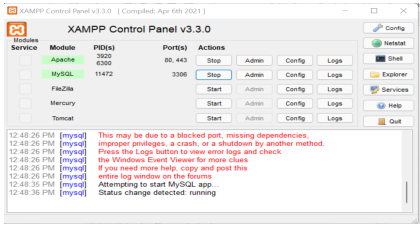 XAMPP Control Panel v3.3.0 [ Compiled: Apr 6th 2021 ]
XAMPP Control Panel v3.3.0
Config
Modules
Service Module PID(s) Port(s) Actions
Netstat
Apache 3920 6300 80, 443 Stop Admin Config Logs
Shell
MySQL 11472 3306 Stop Admin Config Logs
Explorer
FileZilla Start Admin Config Logs
Services
Mercury Start Admin Config Logs
Help
Tomcat Start Admin Config Logs
Quit
12:48:26 PM [mysql] This may be due to a blocked port, missing dependencies,
12:48:26 PM [mysql] improper privileges, a crash, or a shutdown by another method.
12:48:26 PM [mysql] Press the Logs button to view error logs and check
12:48:26 PM [mysql] the Windows Event Viewer for more clues
12:48:26 PM [mysql] If you need more help, copy and post this
12:48:26 PM [mysql] entire log window on the forums
12:48:35 PM [mysql] Attempting to start MySQL app...
12:48:36 PM [mysql] Status change detected: running